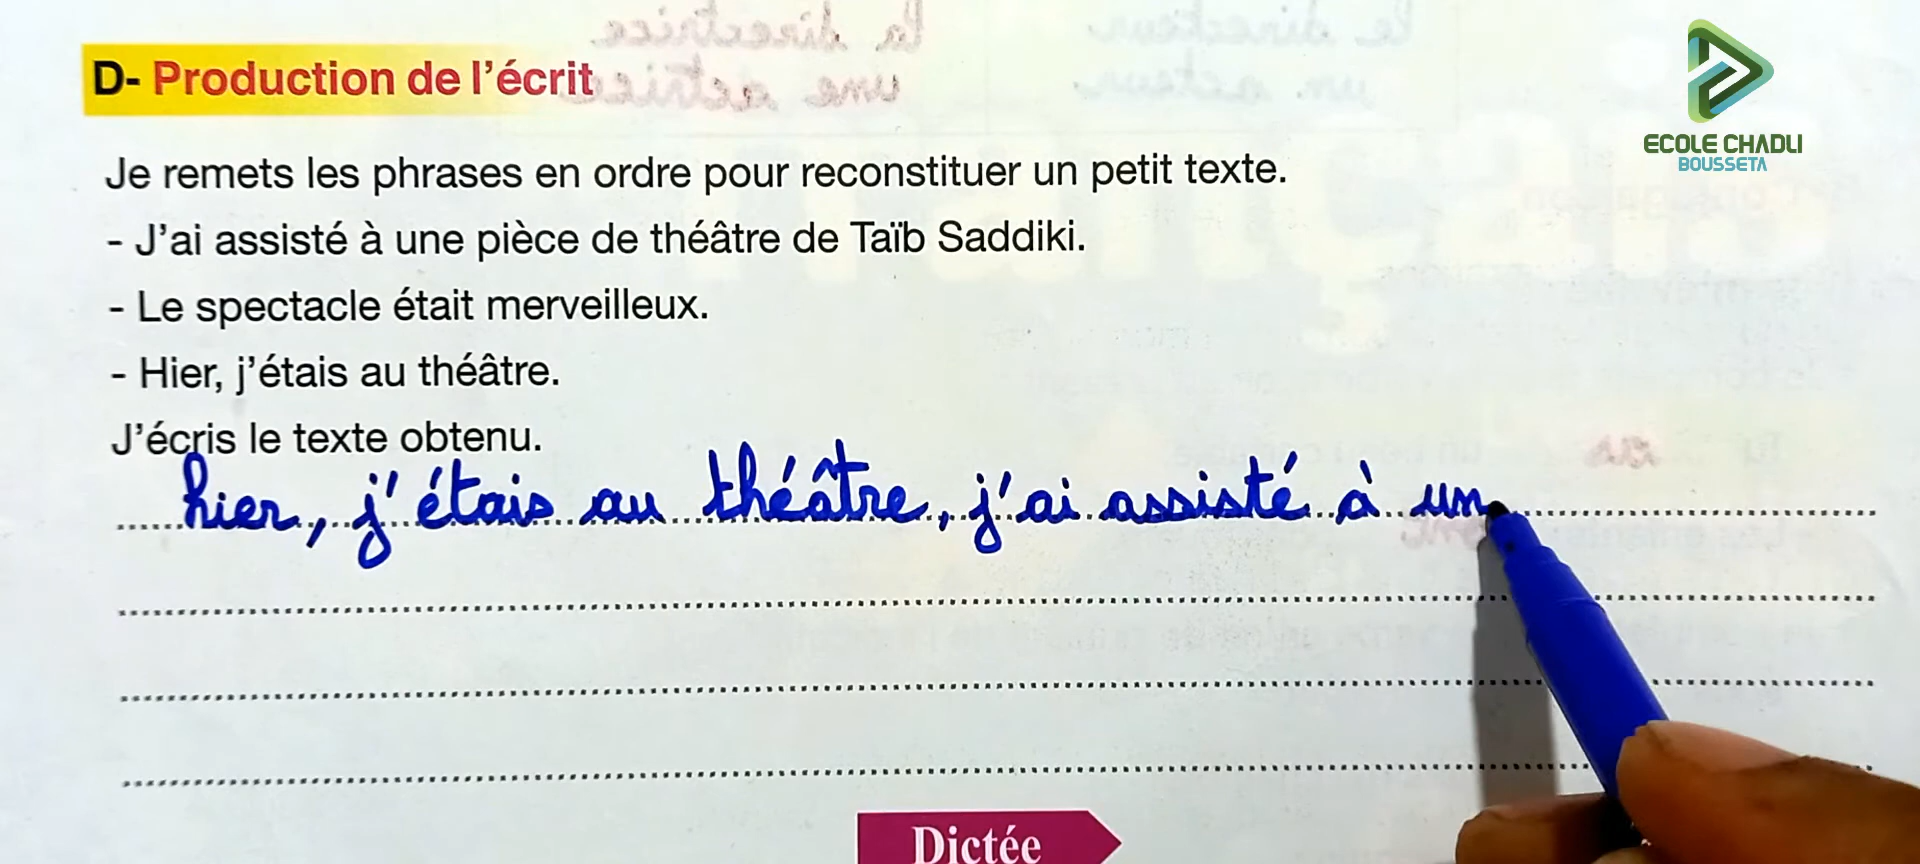 D- Production de l'écrit
ECOLE CHADLI
BOUSSETA
Je remets les phrases en ordre pour reconstituer un petit texte.
- J'ai assisté à une pièce de théâtre de Taïb Saddiki.
- Le spectacle était merveilleux.
- Hier, j'étais au théâtre.
J'écris le texte obtenu.
hier, j'étais au théâtre, j'ai assisté à un
Dictée